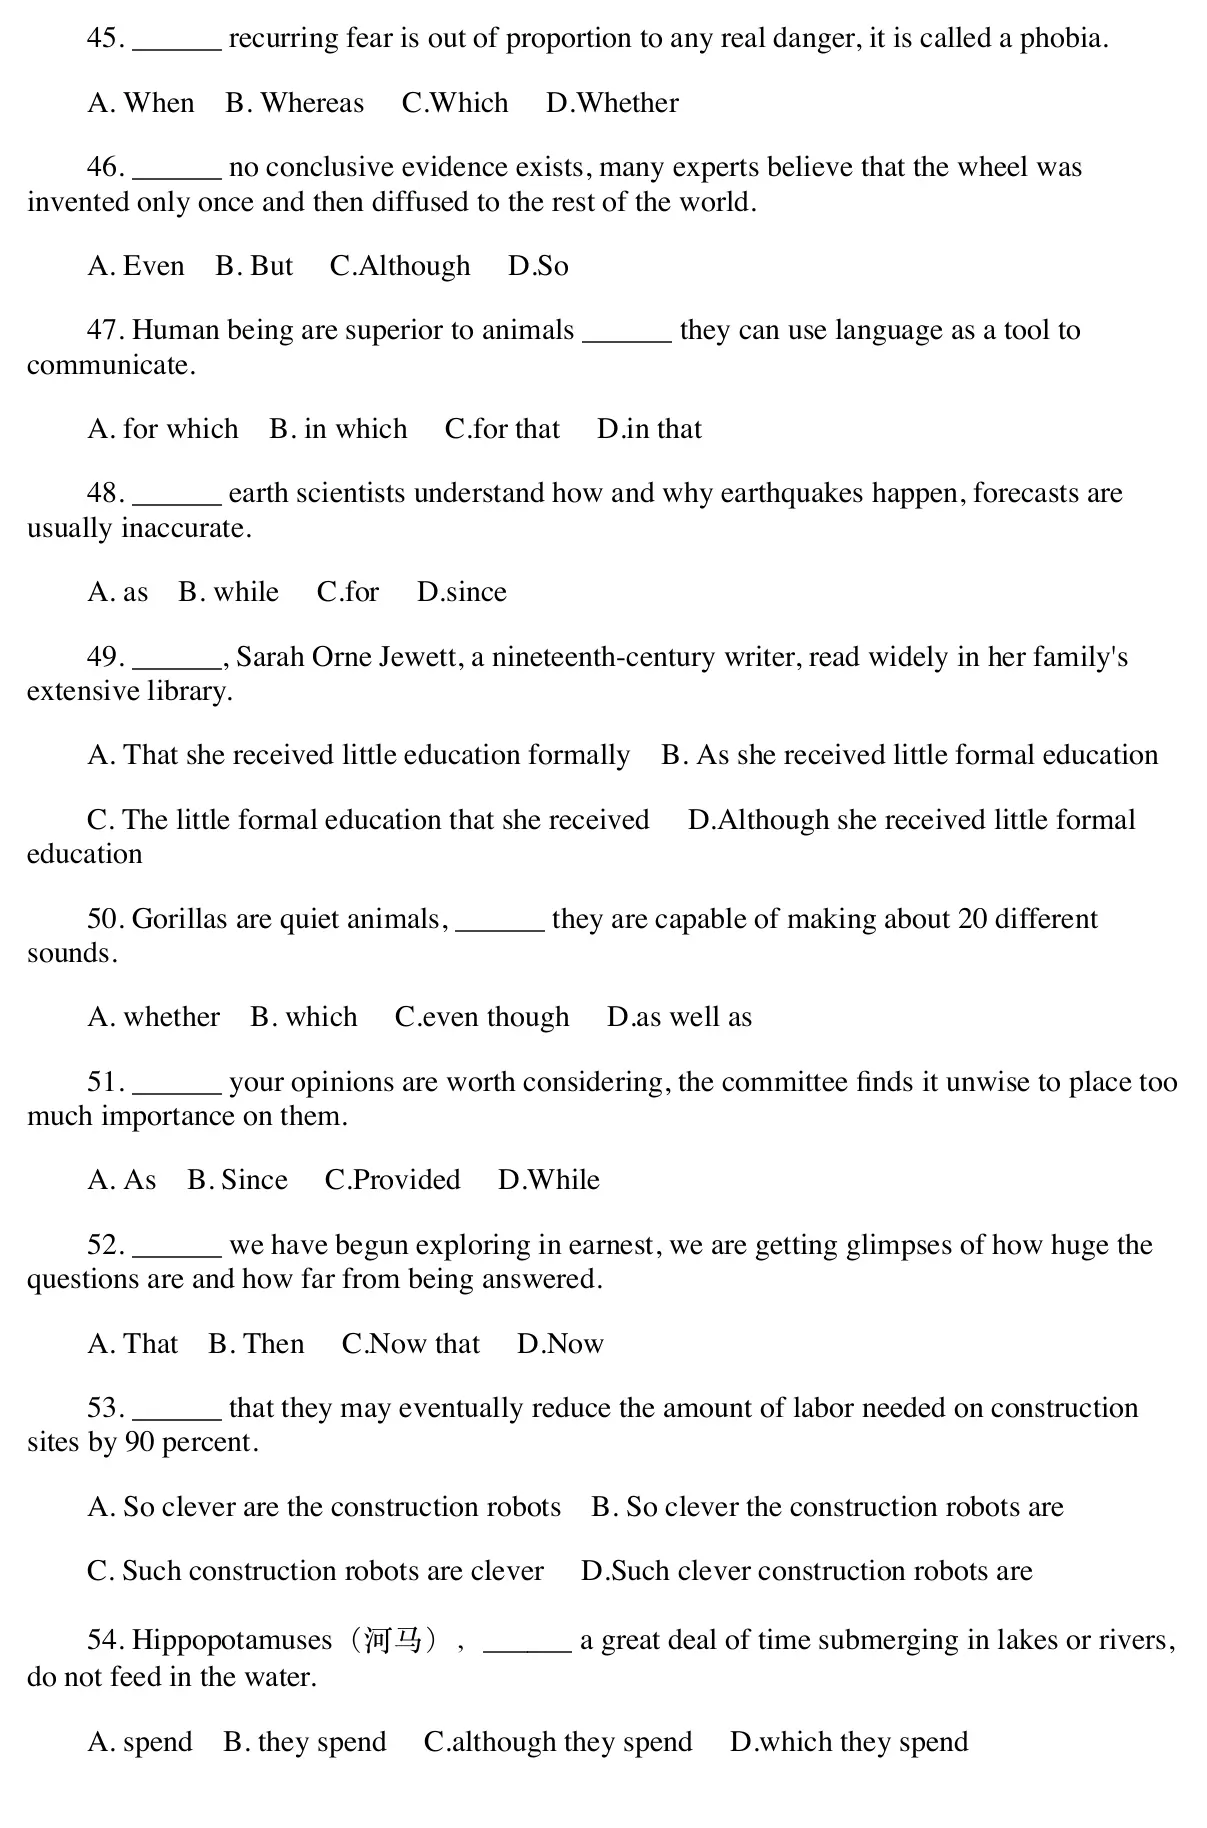 45. ______ recurring fear is out of proportion to any real danger, it is called a phobia.
A. When B. Whereas C.Which D.Whether
46. ______ no conclusive evidence exists, many experts believe that the wheel was
invented only once and then diffused to the rest of the world.
A. Even B. But C.Although D.So
47. Human being are superior to animals ______ they can use language as a tool to
communicate.
A. for which B. in which C.for that D.in that
48. ______ earth scientists understand how and why earthquakes happen, forecasts are
usually inaccurate.
A. as B. while C.for D.since
49. ______, Sarah Orne Jewett, a nineteenth-century writer, read widely in her family's
extensive library.
A. That she received little education formally B. As she received little formal education
C. The little formal education that she received D.Although she received little formal
education
50. Gorillas are quiet animals, ______ they are capable of making about 20 different
sounds.
A. whether B. which C.even though D.as well as
51. ______ your opinions are worth considering, the committee finds it unwise to place too
much importance on them.
A. As B. Since C.Provided D.While
52. ______ we have begun exploring in earnest, we are getting glimpses of how huge the
questions are and how far from being answered.
A. That B. Then C.Now that D.Now
53. ______ that they may eventually reduce the amount of labor needed on construction
sites by 90 percent.
A. So clever are the construction robots B. So clever the construction robots are
C. Such construction robots are clever D.Such clever construction robots are
54. Hippopotamuses（河马）, ______ a great deal of time submerging in lakes or rivers,
do not feed in the water.
A. spend B. they spend C.although they spend D.which they spend